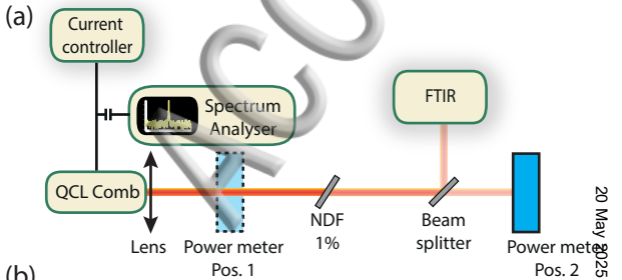 (a)
Current
controller
Spectrum
Analyser
FTIR
QCL Comb
Lens
Power meter
Pos. 1
NDF
1%
Beam
splitter
Power meter
Pos. 2
20 May 2025
ACCO
(b)